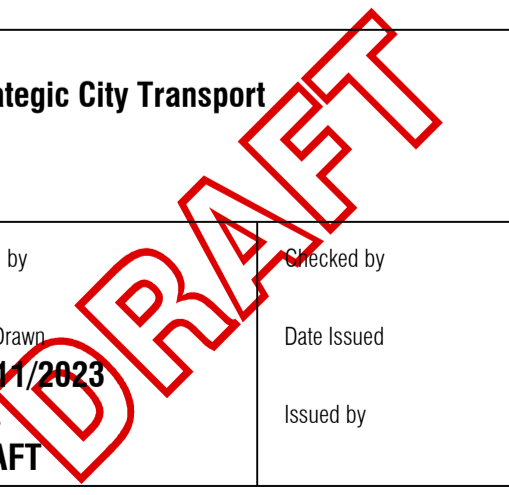 ategic City Transport
by
Checked by
Drawn
11/2023
Date Issued
Issued by
AFT
DRAFT